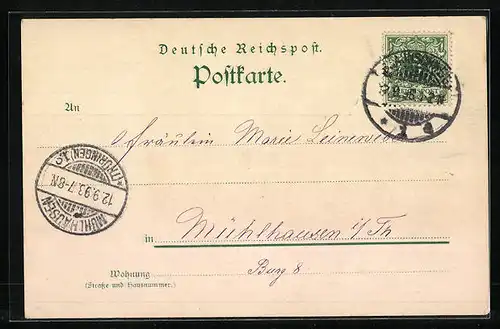 Deutsche Reichspost.
Postkarte.
An
Fräulein Marie
MÜHLHAUSEN
* (THÜRINGEN) 1. c
12.9.93.7-8N.
in Mühlhausen i/Th
Wohnung Burg 8
(Straße und Hausnummer.)